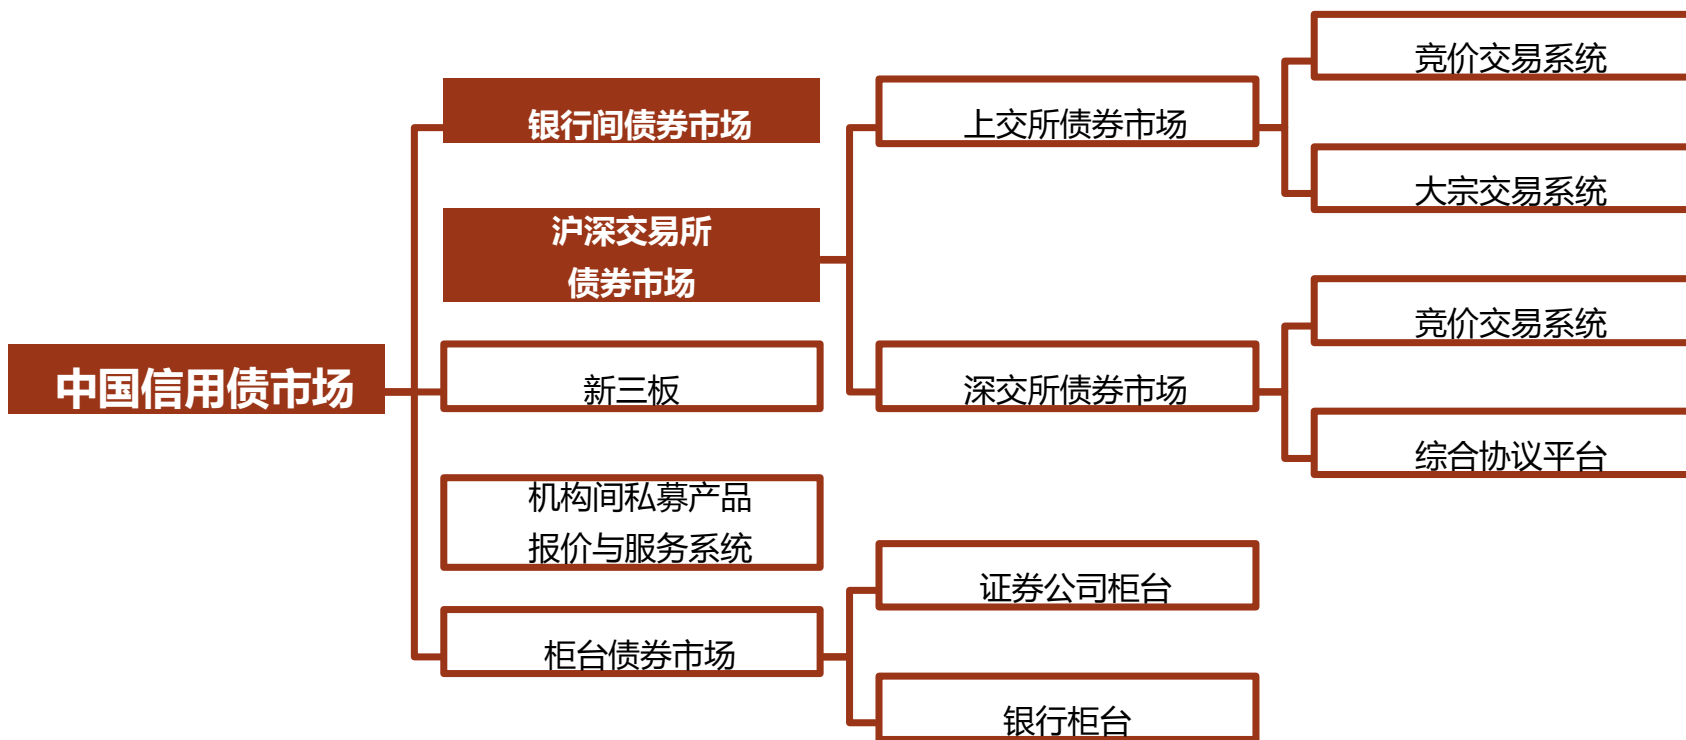 中国信用债市场
银行间债券市场
沪深交易所
债券市场
新三板
机构间私募产品
报价与服务系统
柜台债券市场
上交所债券市场
深交所债券市场
证券公司柜台
银行柜台
竞价交易系统
大宗交易系统
竞价交易系统
综合协议平台